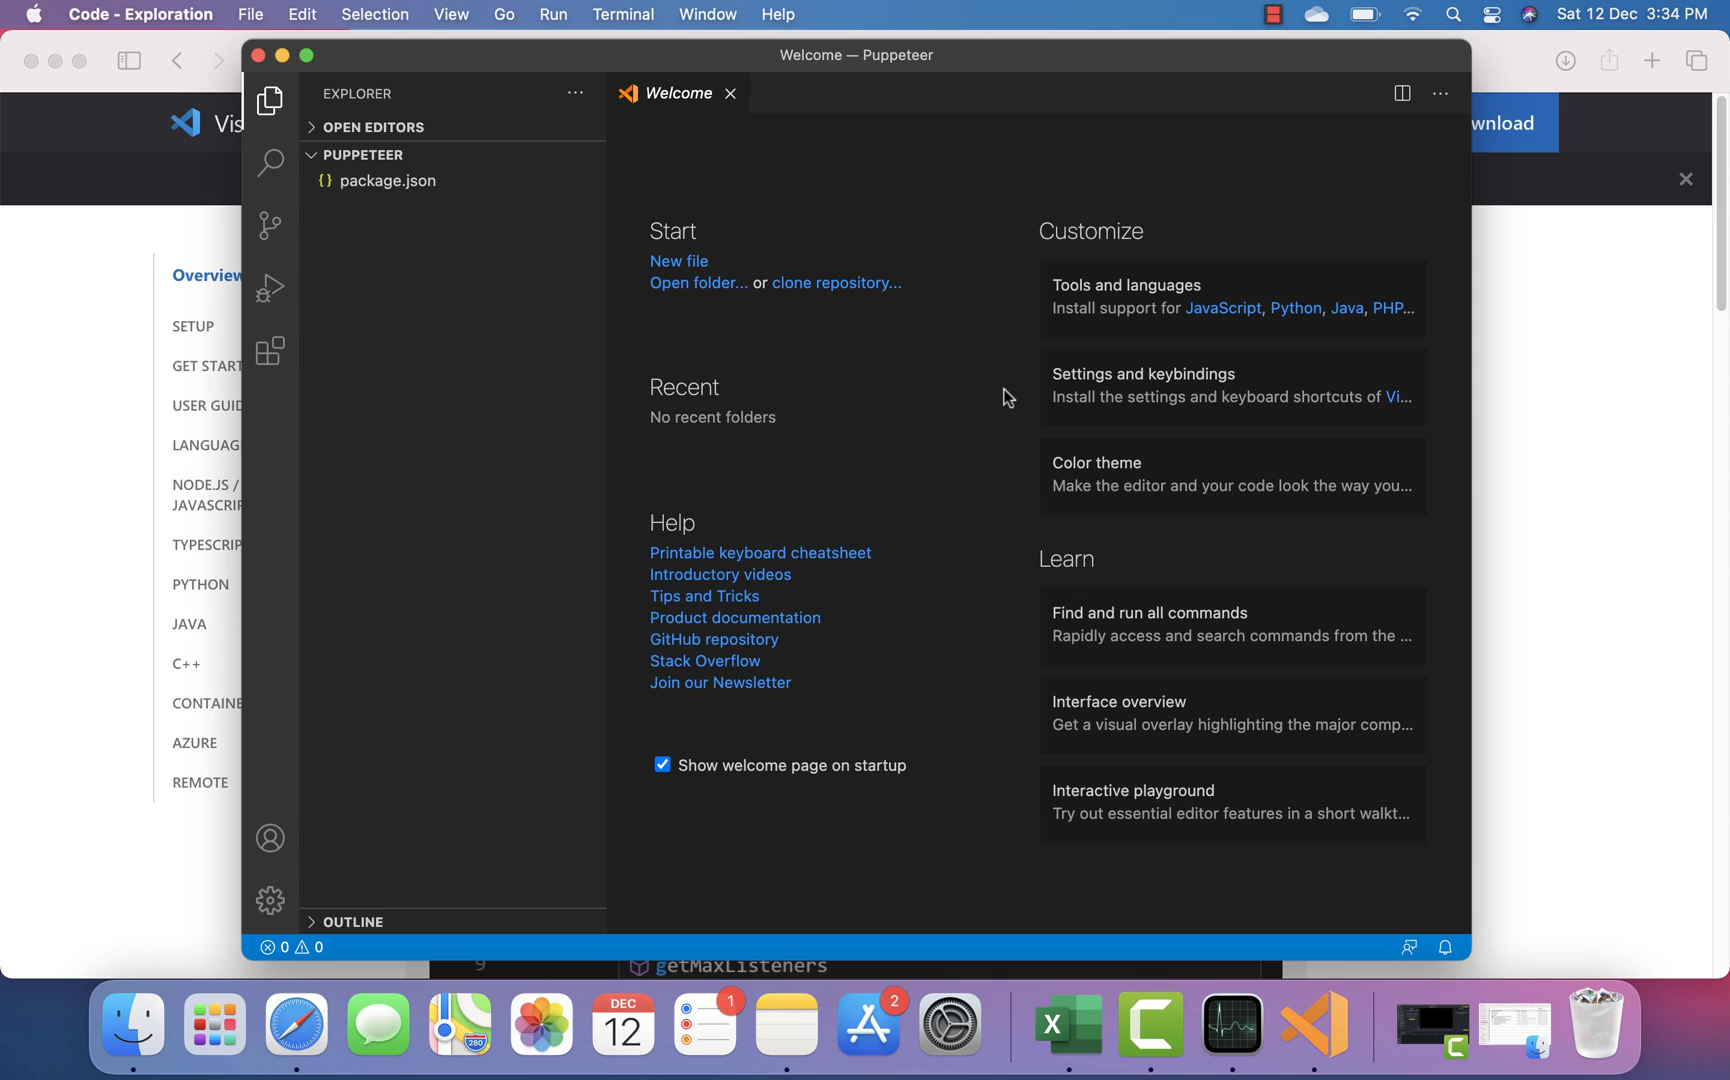 Code - Exploration File Edit Selection View Go Run Terminal Window Help Sat 12 Dec 3:34 PM
Welcome — Puppeteer
EXPLORER
Welcome
OPEN EDITORS
PUPPETEER
{} package.json
Start
New file
Open folder... or clone repository...
Recent
No recent folders
Help
Printable keyboard cheatsheet
Introductory videos
Tips and Tricks
Product documentation
GitHub repository
Stack Overflow
Join our Newsletter
Show welcome page on startup
Customize
Tools and languages
Install support for JavaScript, Python, Java, PHP...
Settings and keybindings
Install the settings and keyboard shortcuts of Vi...
Color theme
Make the editor and your code look the way you...
Learn
Find and run all commands
Rapidly access and search commands from the ...
Interface overview
Get a visual overlay highlighting the major comp...
Interactive playground
Try out essential editor features in a short walkt...
OUTLINE
0 0
Vis
wnload
Overview
SETUP
GET START
USER GUID
LANGUAG
NODE.JS /
JAVASCRIP
TYPESCRIP
PYTHON
JAVA
C++
CONTAINE
AZURE
REMOTE
9 getMaxListeners
280
DEC
12
1
2
X
C